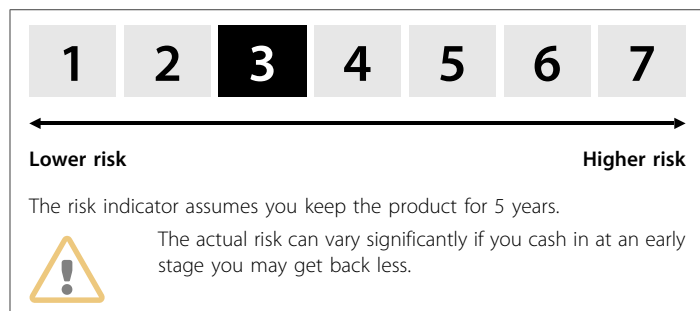 1 2 3 4 5 6 7
Lower risk Higher risk
The risk indicator assumes you keep the product for 5 years.
The actual risk can vary significantly if you cash in at an early
stage you may get back less.